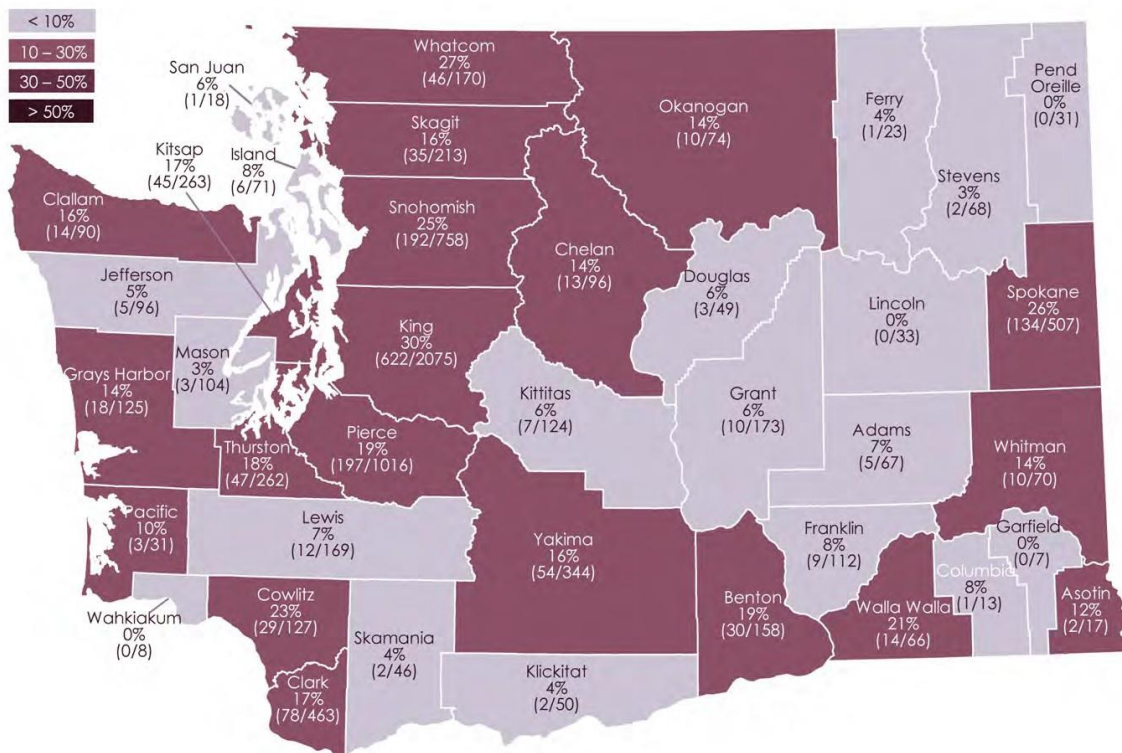 < 10%
10 – 30%
30 – 50%
> 50%
Whatcom
27%
(46/170)
San Juan
6%
(1/18)
Okanogan
14%
(10/74)
Ferry
4%
(1/23)
Pend
Oreille
0%
(0/31)
Skagit
16%
(35/213)
Kitsap
17%
(45/263)
Island
8%
(6/71)
Stevens
3%
(2/68)
Clallam
16%
(14/90)
Snohomish
25%
(192/758)
Chelan
14%
(13/96)
Douglas
6%
(3/49)
Jefferson
5%
(5/96)
Lincoln
0%
(0/33)
Spokane
26%
(134/507)
King
30%
(622/2075)
Mason
3%
(3/104)
Grays Harbor
14%
(18/125)
Kittitas
6%
(7/124)
Grant
6%
(10/173)
Adams
7%
(5/67)
Whitman
14%
(10/70)
Pierce
19%
(197/1016)
Thurston
18%
(47/262)
Pacific
10%
(3/31)
Lewis
7%
(12/169)
Yakima
16%
(54/344)
Franklin
8%
(9/112)
Garfield
0%
(0/7)
Columbia
8%
(1/13)
Asotin
12%
(2/17)
Walla Walla
21%
(14/66)
Benton
19%
(30/158)
Wahkiakum
0%
(0/8)
Cowlitz
23%
(29/127)
Skamania
4%
(2/46)
Klickitat
4%
(2/50)
Clark
17%
(78/463)